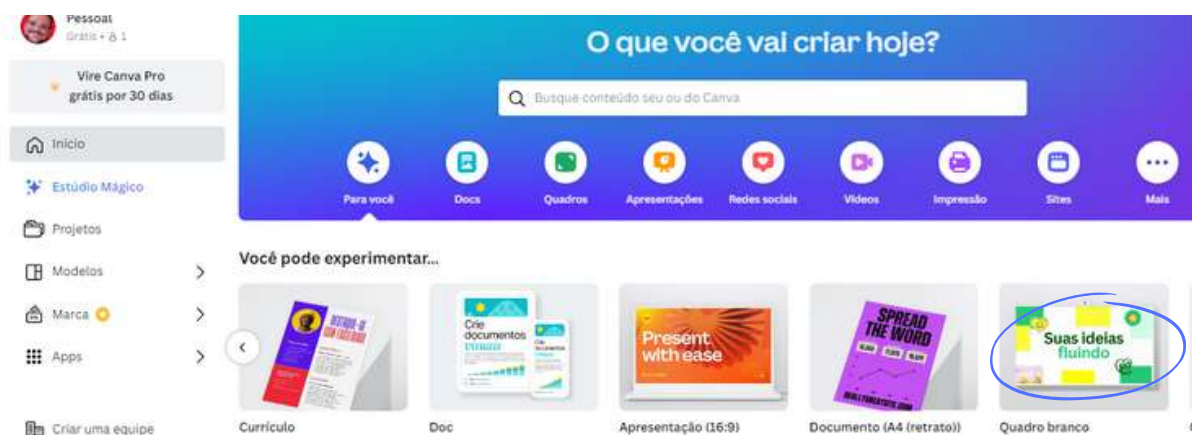 Pessoal
Grátis • 1
Vire Canva Pro
grátis por 30 dias
Início
Estúdio Mágico
Projetos
Modelos
Marca
Apps
Criar uma equipe
O que você vai criar hoje?
Busque conteúdo seu ou do Canva
Para você
Docs
Quadros
Apresentações
Redes sociais
Vídeos
Impressão
Sites
Mais
Você pode experimentar...
Crie
documentos
Present
with ease
SPREAD
THE WORD
Suas ideias
fluindo
Currículo
Doc
Apresentação (16:9)
Documento (A4 (retrato))
Quadro branco